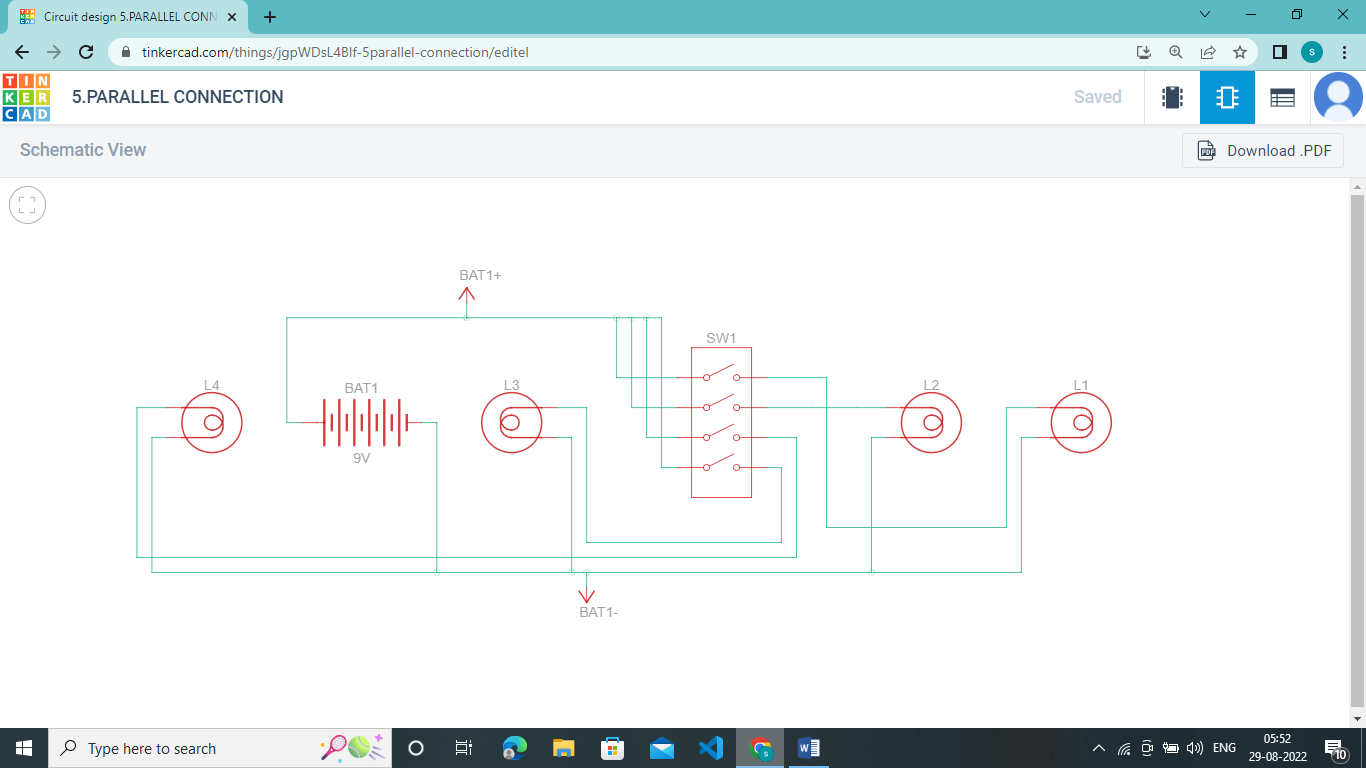 Circuit design 5.PARALLEL CONN
tinkercad.com/things/jgpWDsL4Blf-5parallel-connection/editel
S
TIN
KER
CAD
5.PARALLEL CONNECTION
Saved
Schematic View
PDF
Download .PDF
BAT1+
SW1
L4
BAT1
L3
L2
L1
9V
BAT1-
Type here to search
S
W
ENG
05:52
29-08-2022
10